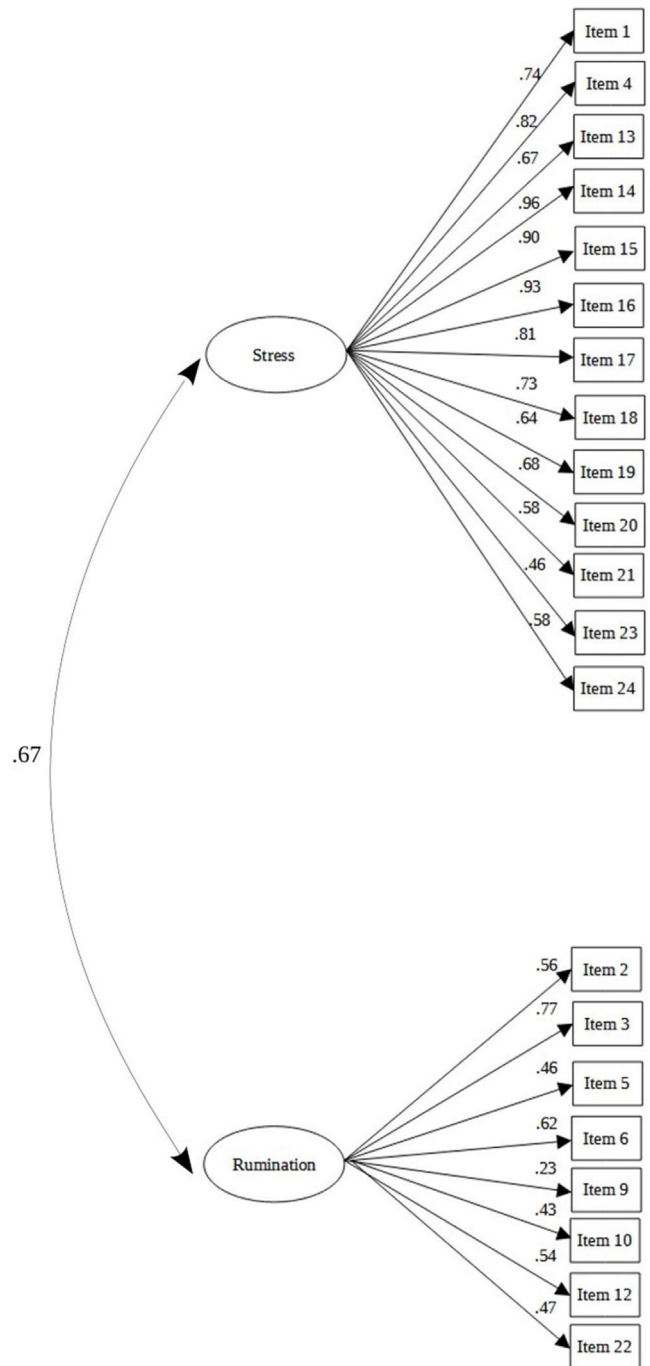 Item 1
.74
Item 4
.82
Item 13
.67
Item 14
.96
Item 15
.90
Item 16
.93
Item 17
.81
Item 18
.73
Item 19
.64
Item 20
.68
Item 21
.58
Item 23
.46
Item 24
.58
Stress
.67
Item 2
.56
Item 3
.77
Item 5
.46
Item 6
.62
Item 9
.23
Item 10
.43
Item 12
.54
Item 22
.47
Rumination